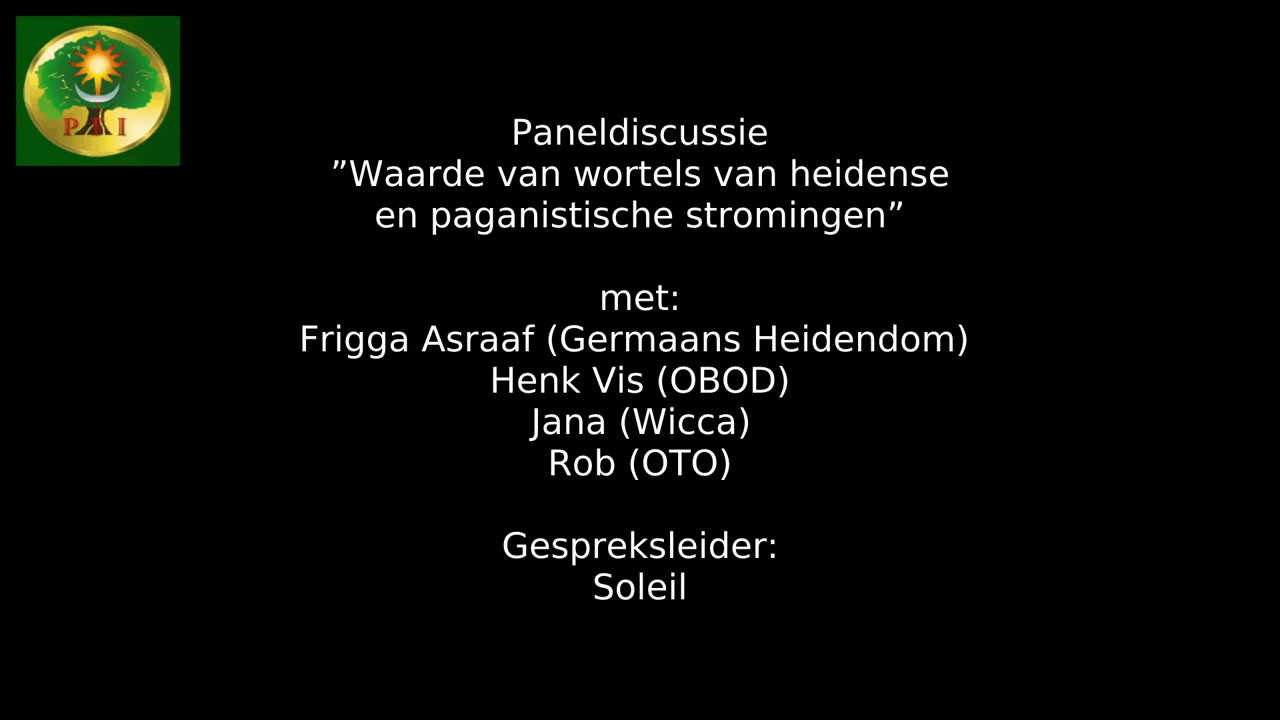 PFI
Paneldiscussie
”Waarde van wortels van heidense
en paganistische stromingen”
met:
Frigga Asraaf (Germaans Heidendom)
Henk Vis (OBOD)
Jana (Wicca)
Rob (OTO)
Gespreksleider:
Soleil